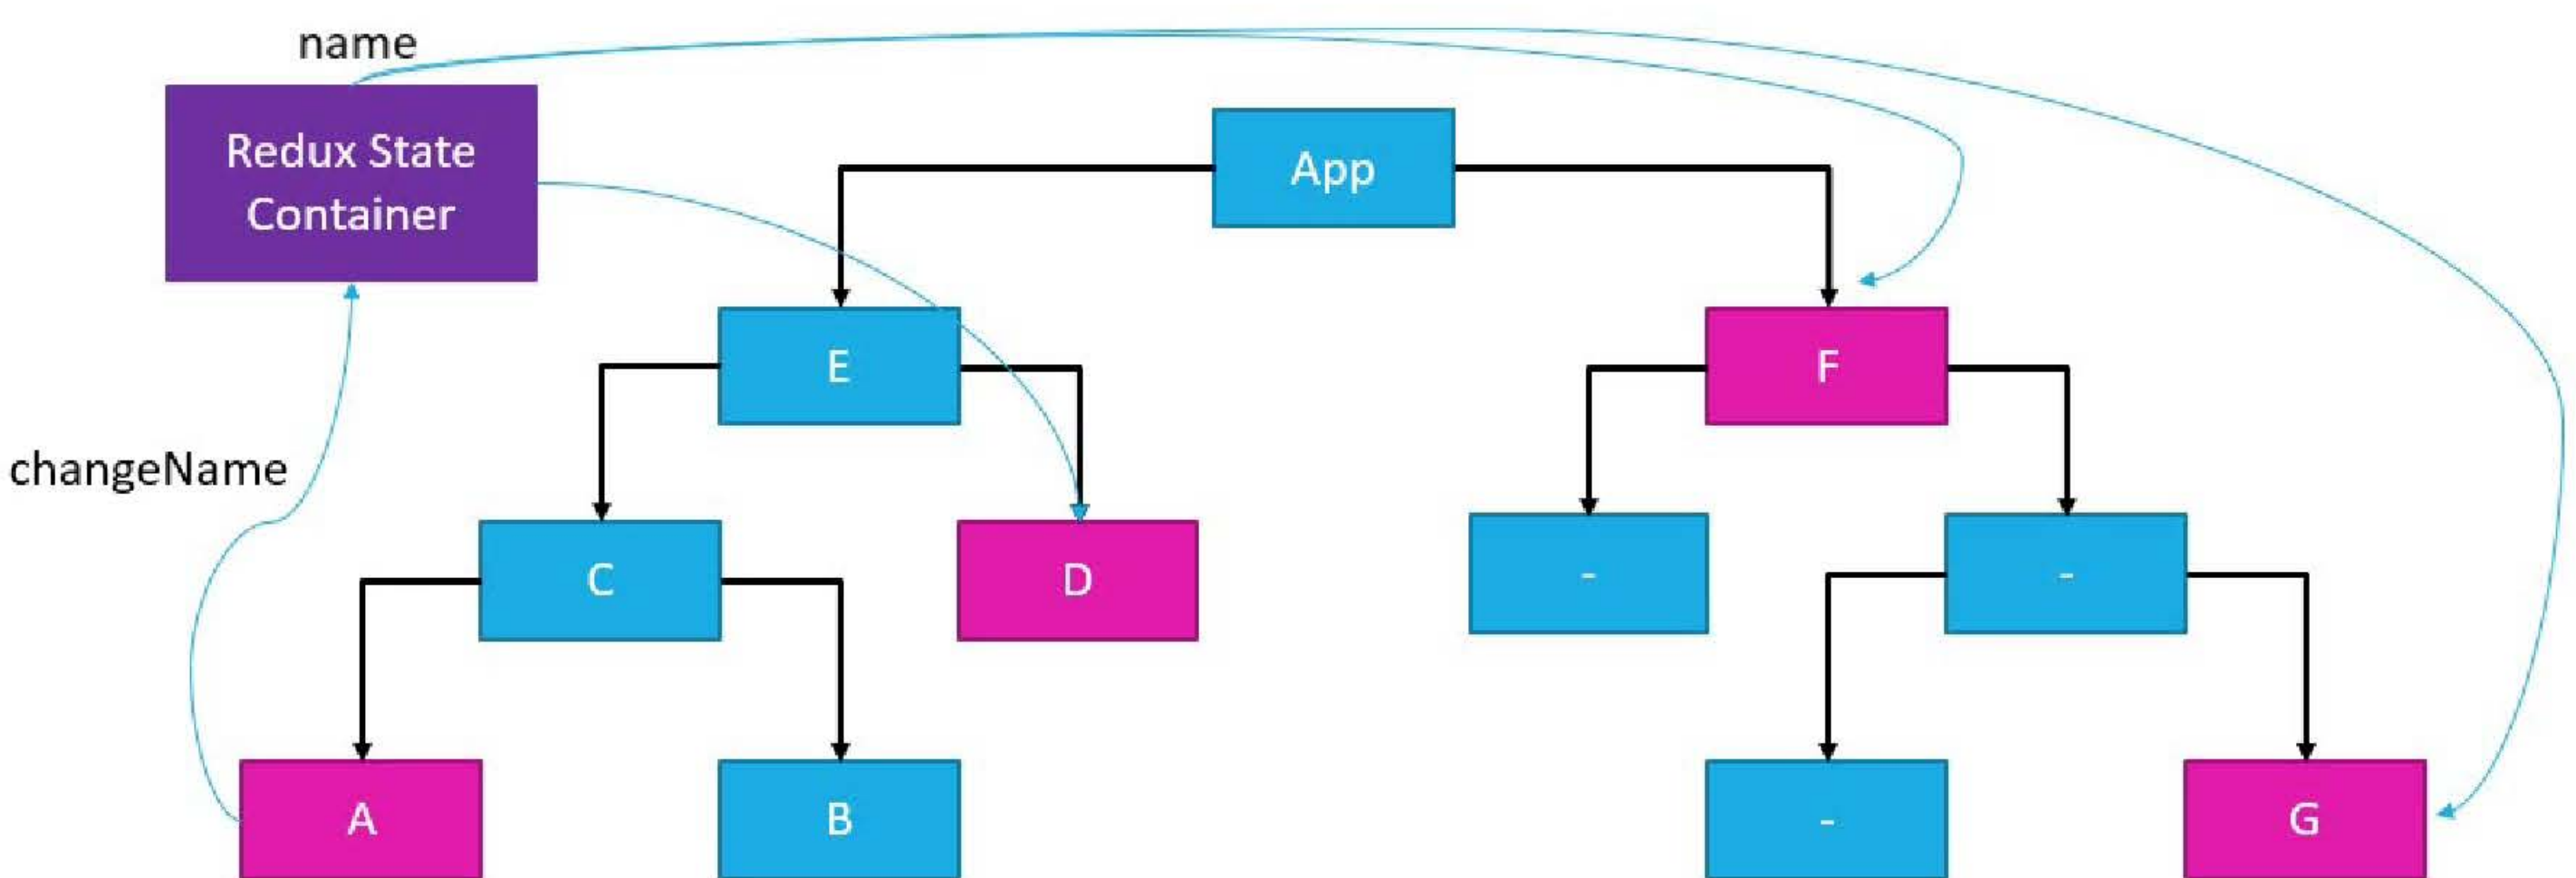 name
Redux State
Container
App
E
F
changeName
C
D
-
-
A
B
-
G